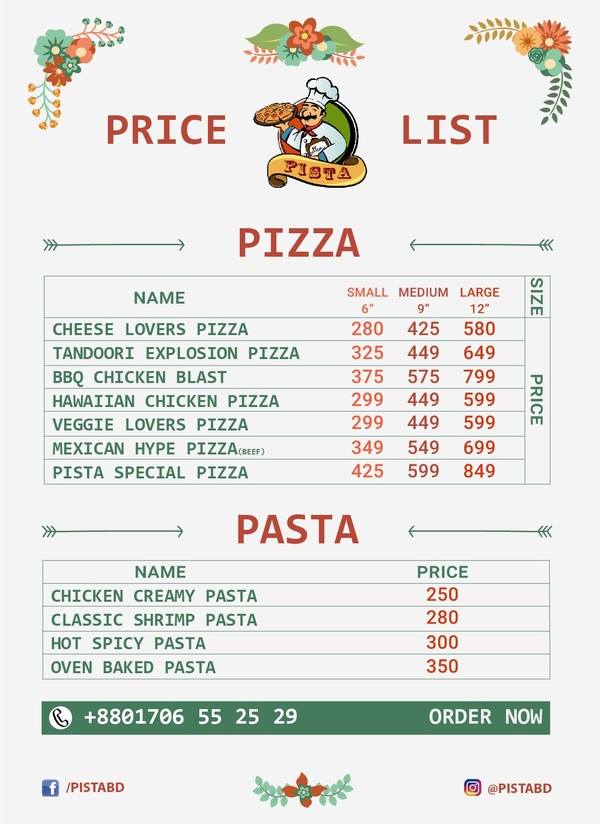 PRICE LIST
PISTA
PIZZA
NAME SMALL 6" MEDIUM 9" LARGE 12" SIZE
CHEESE LOVERS PIZZA 280 425 580
TANDOORI EXPLOSION PIZZA 325 449 649
BBQ CHICKEN BLAST 375 575 799
HAWAIIAN CHICKEN PIZZA 299 449 599
VEGGIE LOVERS PIZZA 299 449 599
MEXICAN HYPE PIZZA(BEEF) 349 549 699
PISTA SPECIAL PIZZA 425 599 849
PRICE
PASTA
NAME PRICE
CHICKEN CREAMY PASTA 250
CLASSIC SHRIMP PASTA 280
HOT SPICY PASTA 300
OVEN BAKED PASTA 350
+8801706 55 25 29 ORDER NOW
/PISTABD @PISTABD